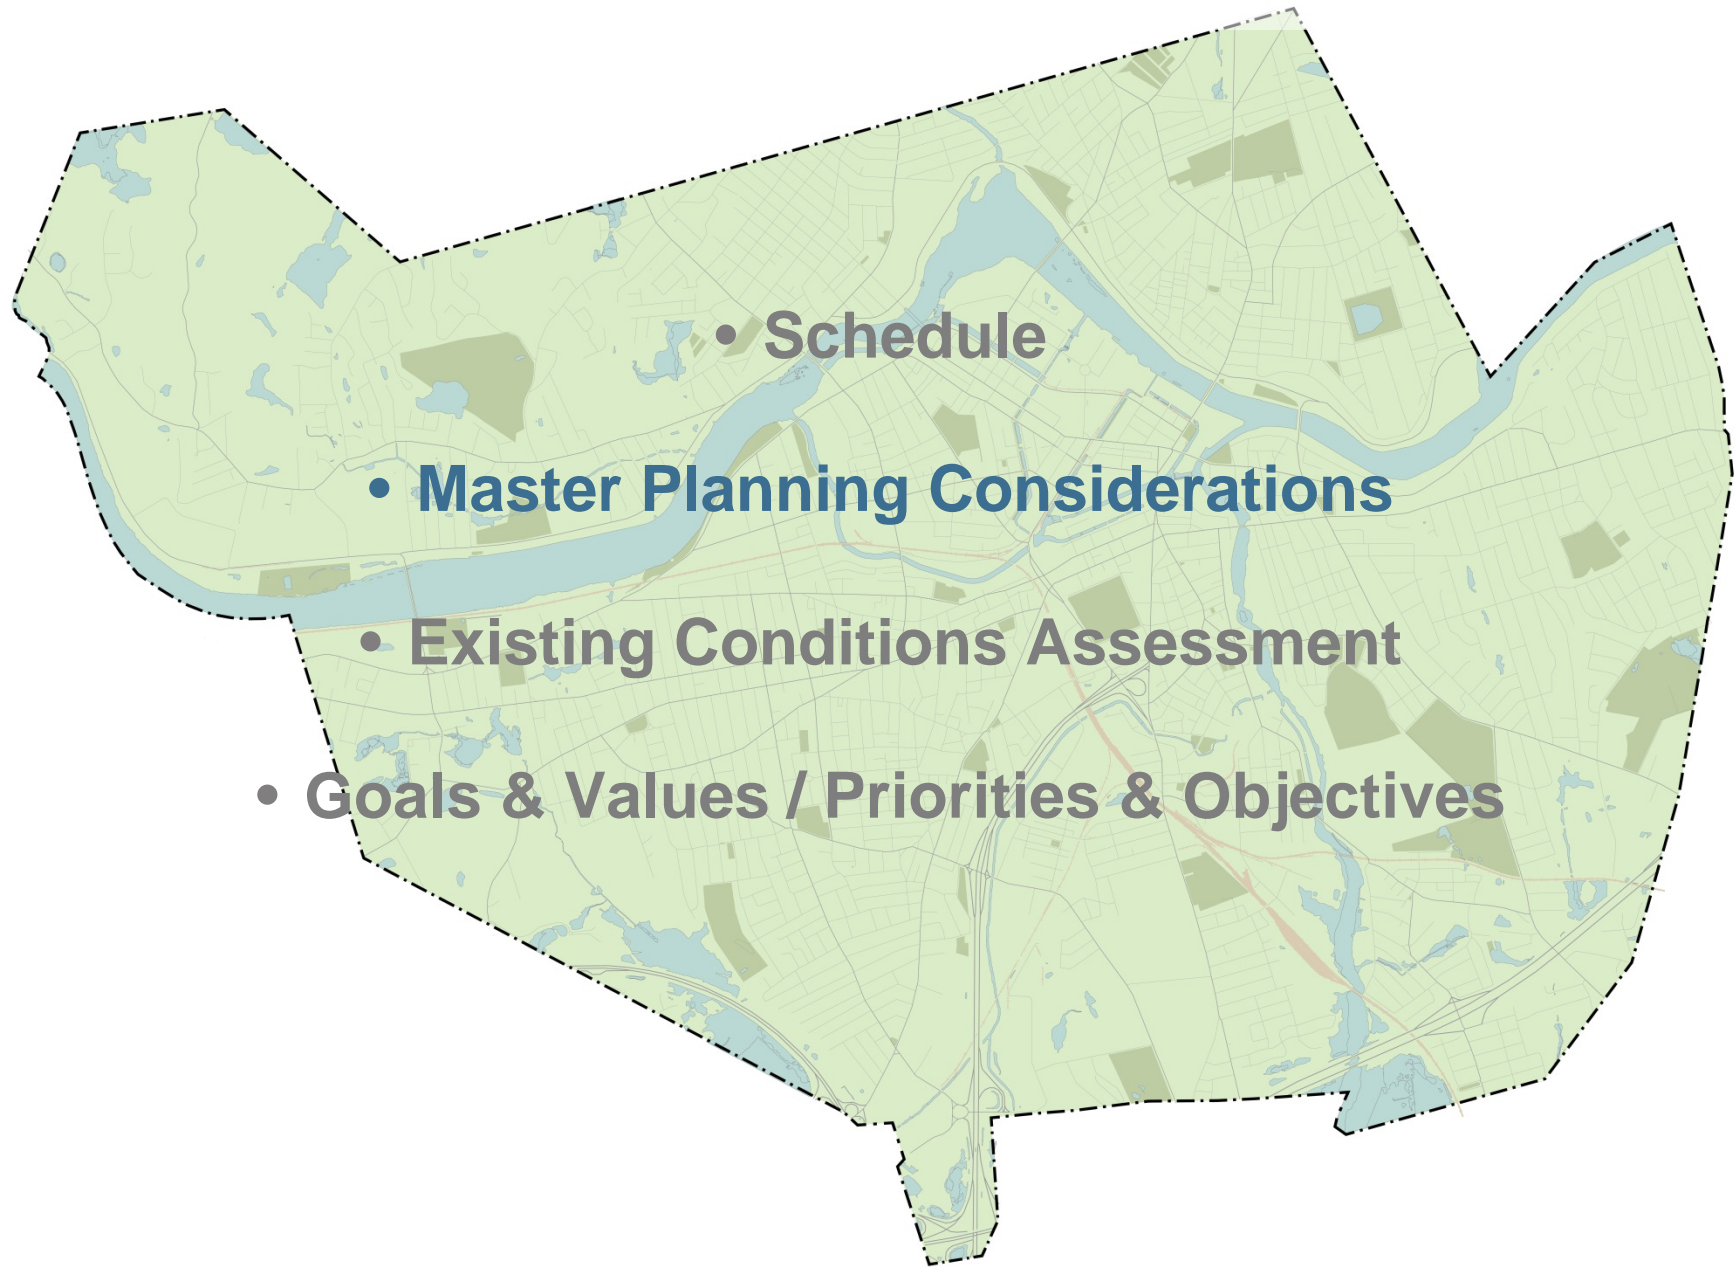 • Schedule
• Master Planning Considerations
• Existing Conditions Assessment
• Goals & Values / Priorities & Objectives